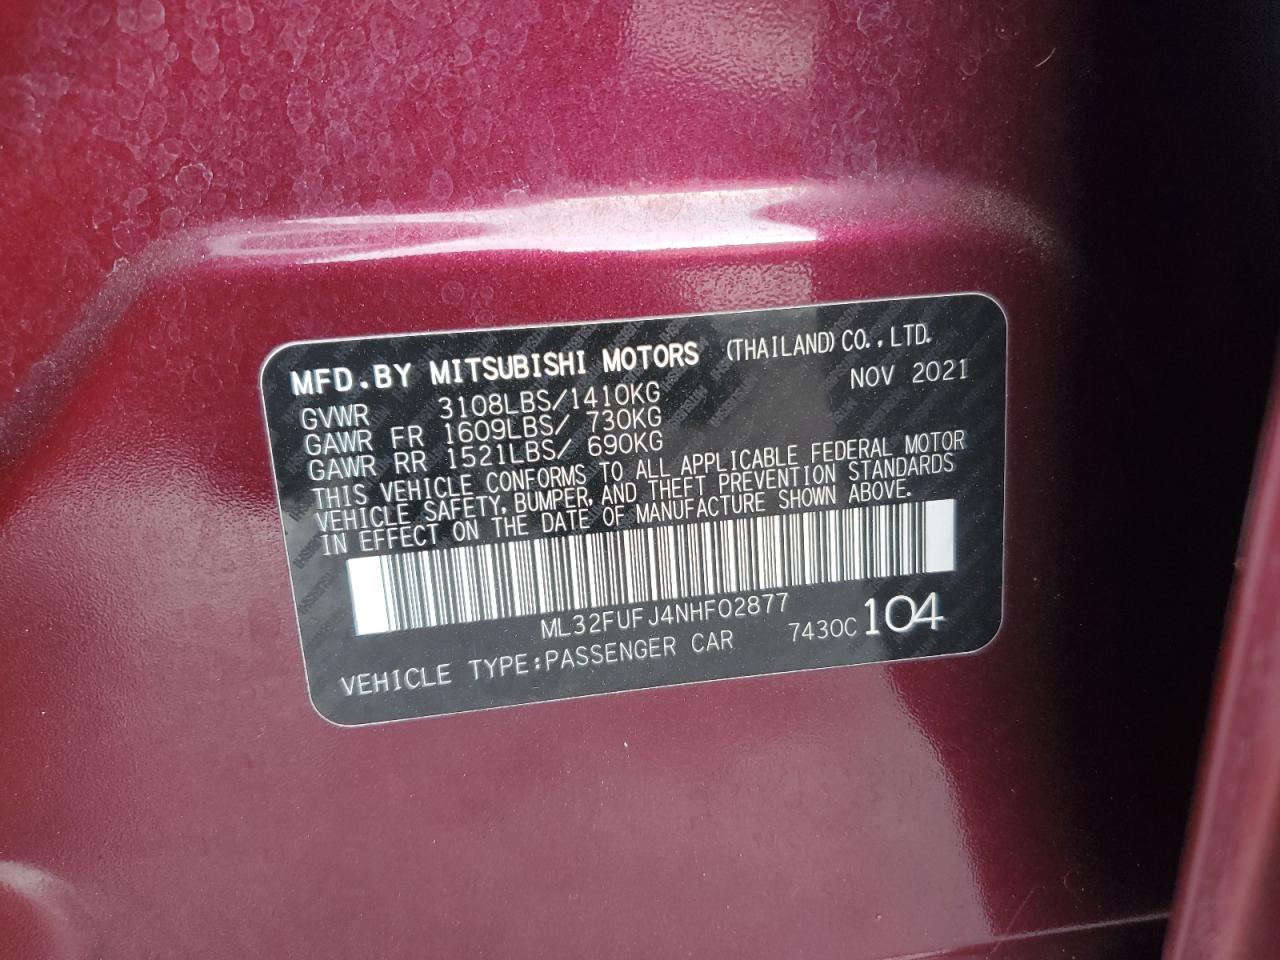 MFD.BY MITSUBISHI MOTORS (THAILAND) CO., LTD.
NOV 2021
GVWR 3108LBS/1410KG
GAWR FR 1609LBS/ 730KG
GAWR RR 1521LBS/ 690KG
THIS VEHICLE CONFORMS TO ALL APPLICABLE FEDERAL MOTOR
VEHICLE SAFETY, BUMPER, AND THEFT PREVENTION STANDARDS
IN EFFECT ON THE DATE OF MANUFACTURE SHOWN ABOVE.
ML32FUFJ4NHF02877
VEHICLE TYPE:PASSENGER CAR 7430C 104